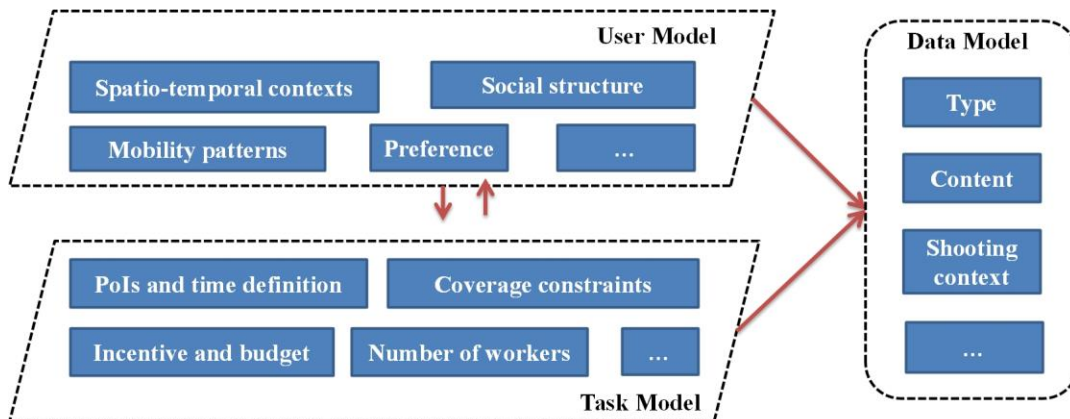 User Model
Spatio-temporal contexts
Social structure
Mobility patterns
Preference
...
PoIs and time definition
Coverage constraints
Incentive and budget
Number of workers
...
Task Model
Data Model
Type
Content
Shooting
context
...